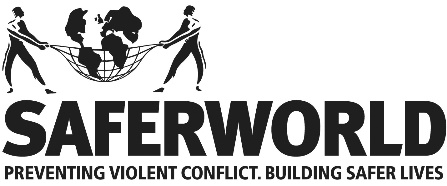 SAFERWORLD
PREVENTING VIOLENT CONFLICT. BUILDING SAFER LIVES